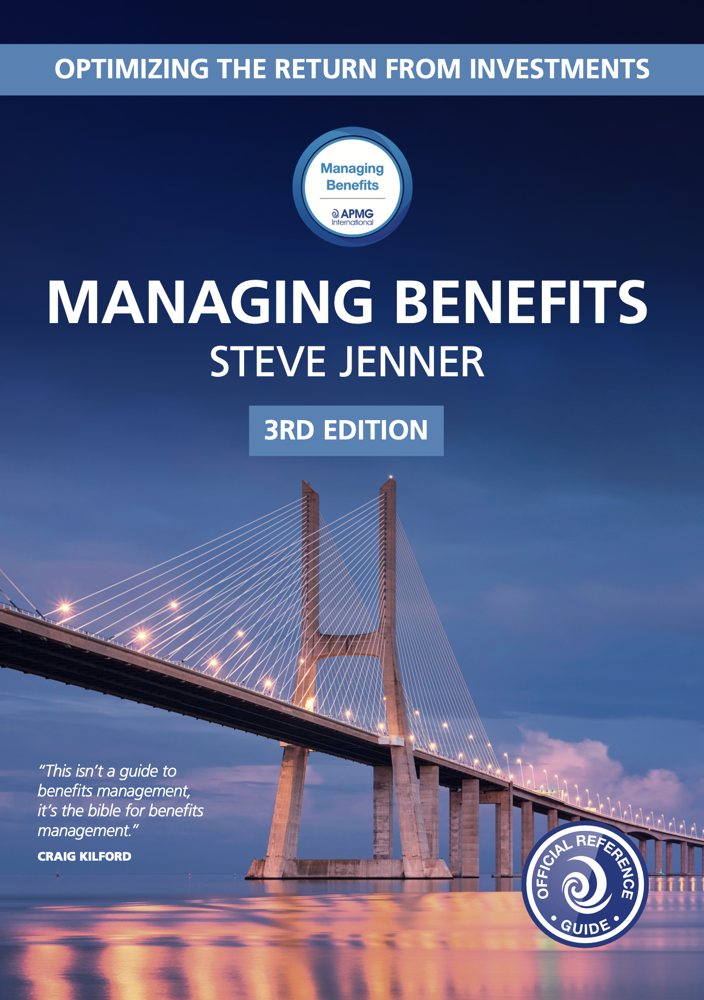 OPTIMIZING THE RETURN FROM INVESTMENTS
Managing
Benefits
APMG
International
MANAGING BENEFITS
STEVE JENNER
3RD EDITION
“This isn’t a guide to
benefits management,
it’s the bible for benefits
management.”
CRAIG KILFORD
OFFICIAL REFERENCE
• GUIDE •